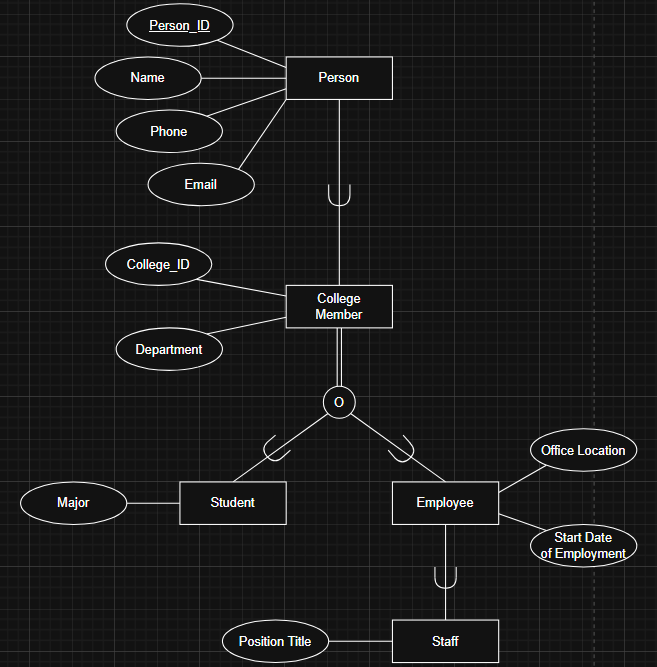 Person_ID
Name
Person
Phone
Email
College_ID
College
Member
Department
O
Office Location
Major
Student
Employee
Start Date
of Employment
Position Title
Staff